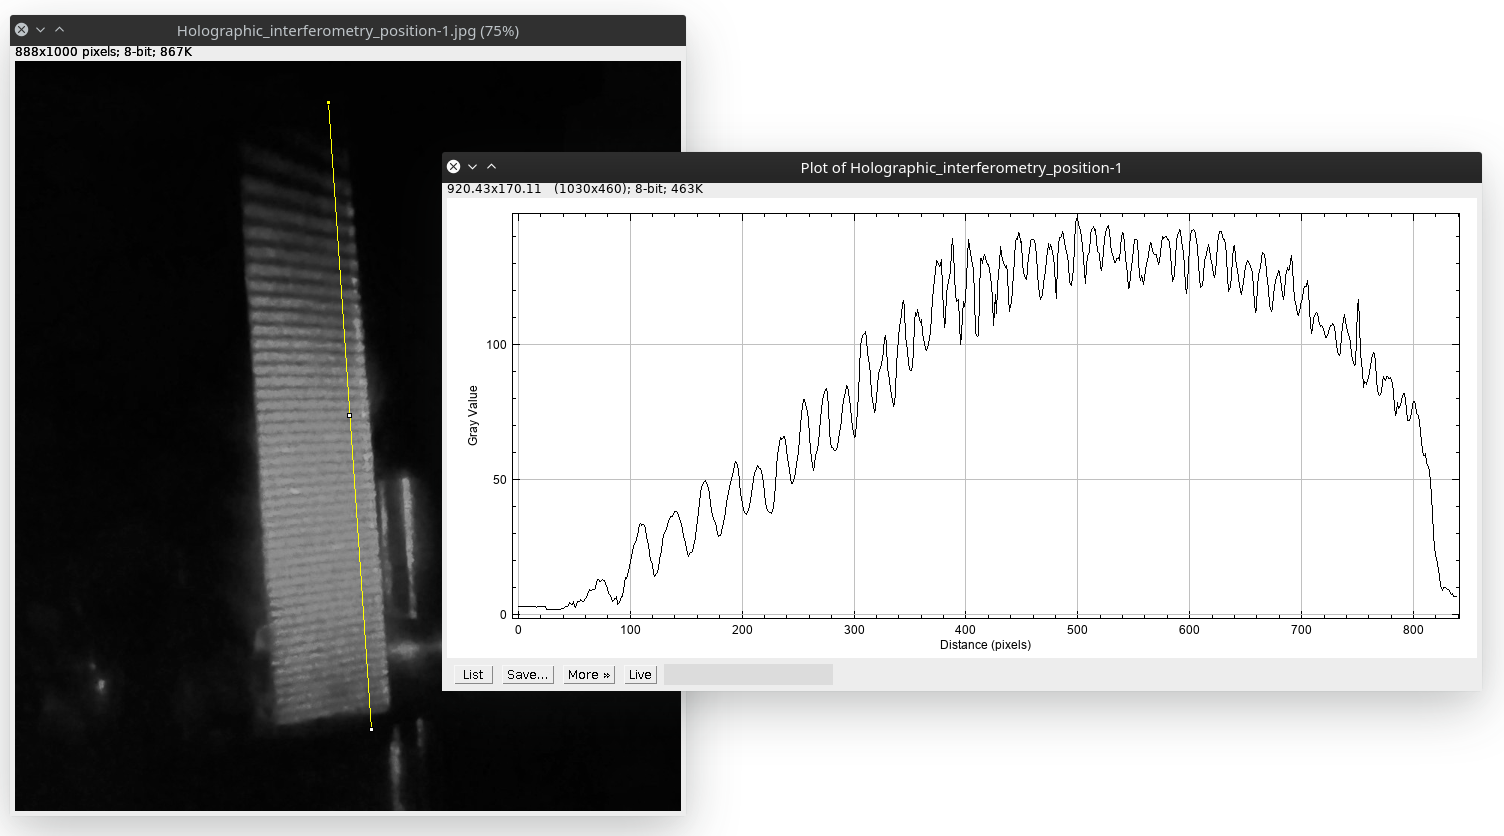 Holographic_interferometry_position-1.jpg (75%)
888x1000 pixels; 8-bit; 867K
Plot of Holographic_interferometry_position-1
920.43x170.11 (1030x460); 8-bit; 463K
100
50
0
Gray Value
0 100 200 300 400 500 600 700 800
Distance (pixels)
List Save... More » Live